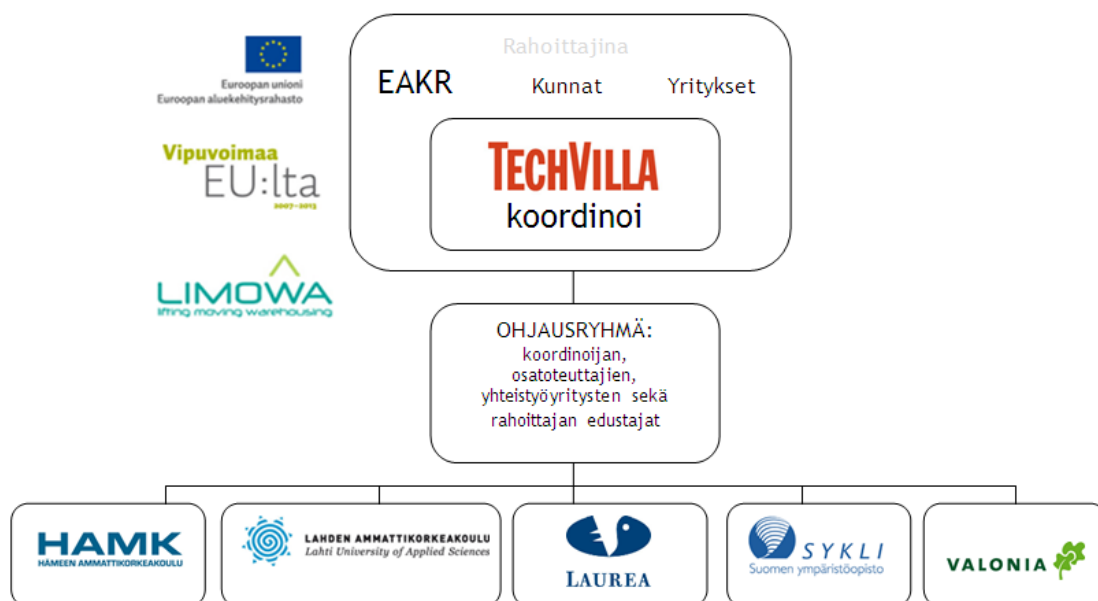 Euroopan unioni
Euroopan aluekehitysrahasto
Vipuvoimaa
EU:lta
2007–2013
LIMOWA
lifting moving warehousing
Rahoittajina
EAKR Kunnat Yritykset
TECHVILLA
koordinoi
OHJAUSRYHMÄ:
koordinoijan,
osatoteuttajien,
yhteistyöyritysten sekä
rahoittajan edustajat
HAMK
HÄMEEN AMMATTIKORKEAKOULU
LAHDEN AMMATTIKORKEAKOULU
Lahti University of Applied Sciences
LAUREA
SYKLI
Suomen ympäristöopisto
VALONIA